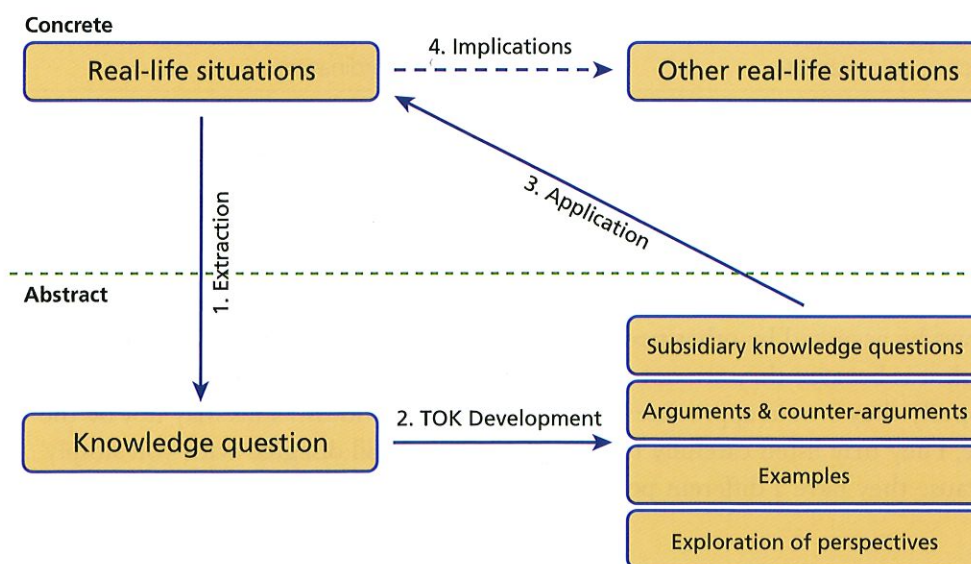 Concrete
Real-life situations
4. Implications
Other real-life situations
3. Application
1. Extraction
Abstract
Knowledge question
2. TOK Development
Subsidiary knowledge questions
Arguments & counter-arguments
Examples
Exploration of perspectives